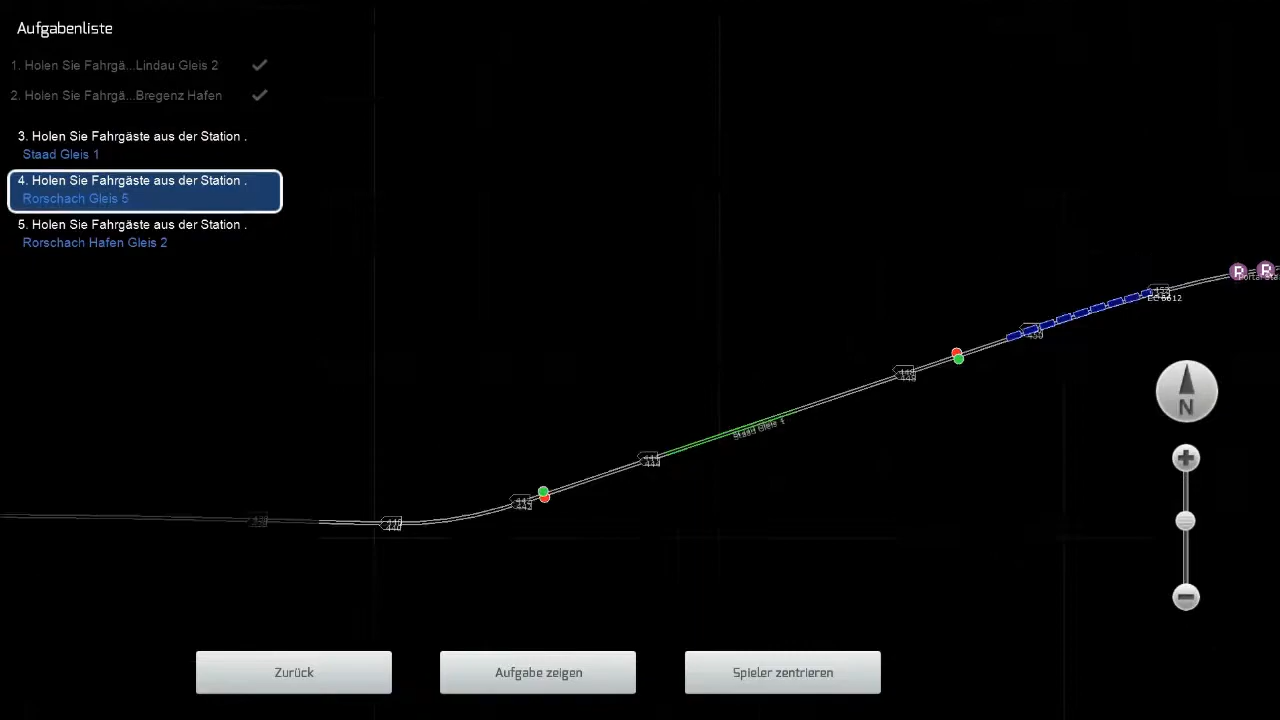 Aufgabenliste
1. Holen Sie Fahrgä...Lindau Gleis 2
2. Holen Sie Fahrgä...Bregenz Hafen
3. Holen Sie Fahrgäste aus der Station .
Staad Gleis 1
4. Holen Sie Fahrgäste aus der Station .
Rorschach Gleis 5
5. Holen Sie Fahrgäste aus der Station .
Rorschach Hafen Gleis 2
R R
EC 6612
Staad Gleis 1
N
Zurück
Aufgabe zeigen
Spieler zentrieren